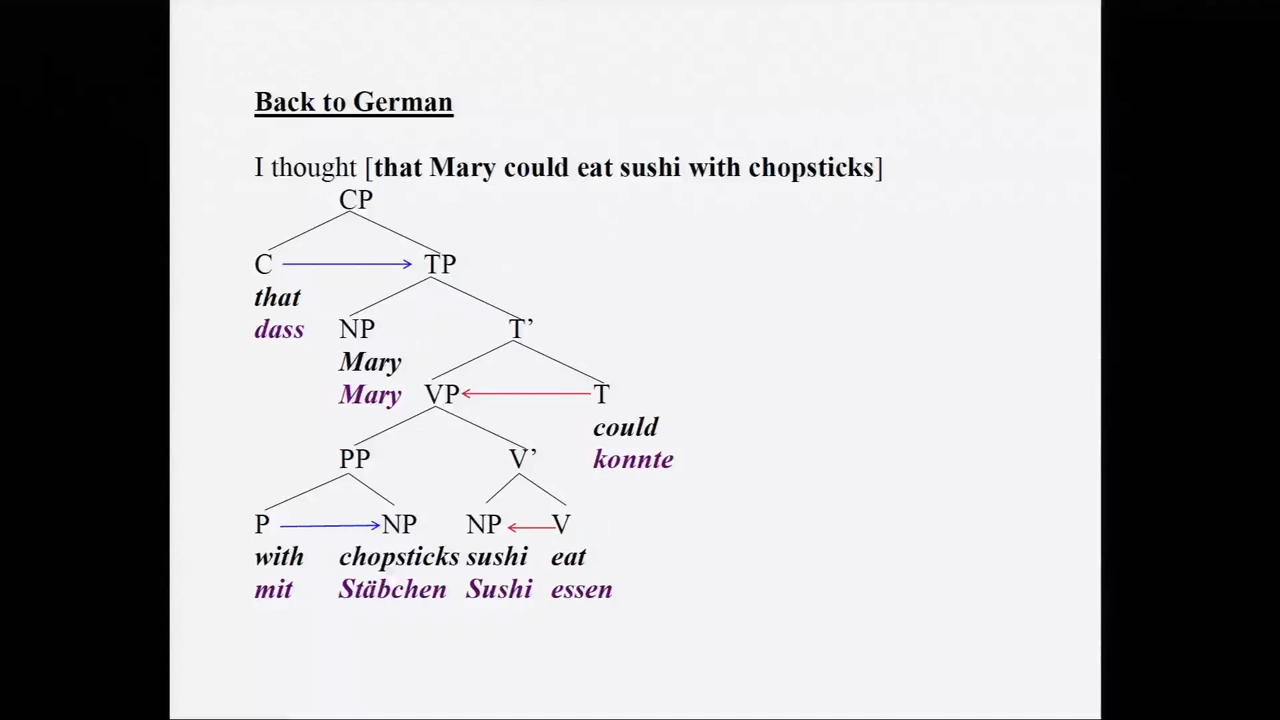 Back to German
I thought [that Mary could eat sushi with chopsticks]
CP
C TP
that
dass NP T’
Mary
Mary VP T
could
PP V’ konnte
P NP NP V
with chopsticks sushi eat
mit Stäbchen Sushi essen